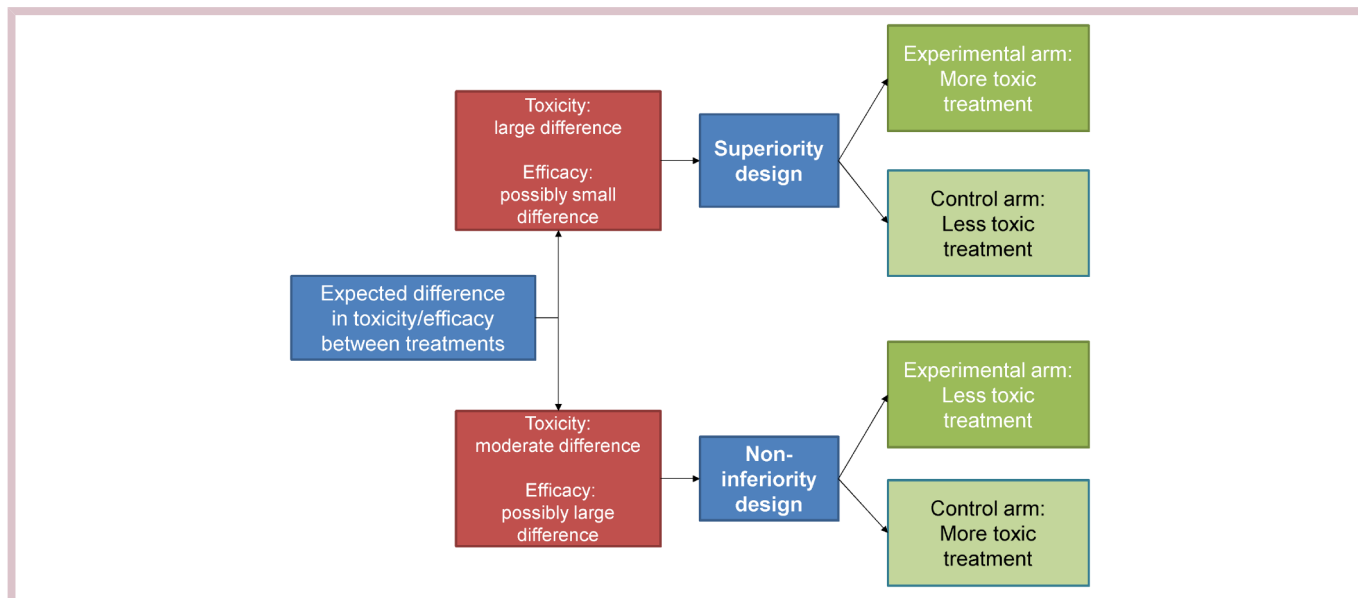 Experimental arm:
More toxic
treatment
Toxicity:
large difference
Efficacy:
possibly small
difference
Superiority
design
Control arm:
Less toxic
treatment
Expected difference
in toxicity/efficacy
between treatments
Experimental arm:
Less toxic
treatment
Toxicity:
moderate difference
Efficacy:
possibly large
difference
Non-
inferiority
design
Control arm:
More toxic
treatment